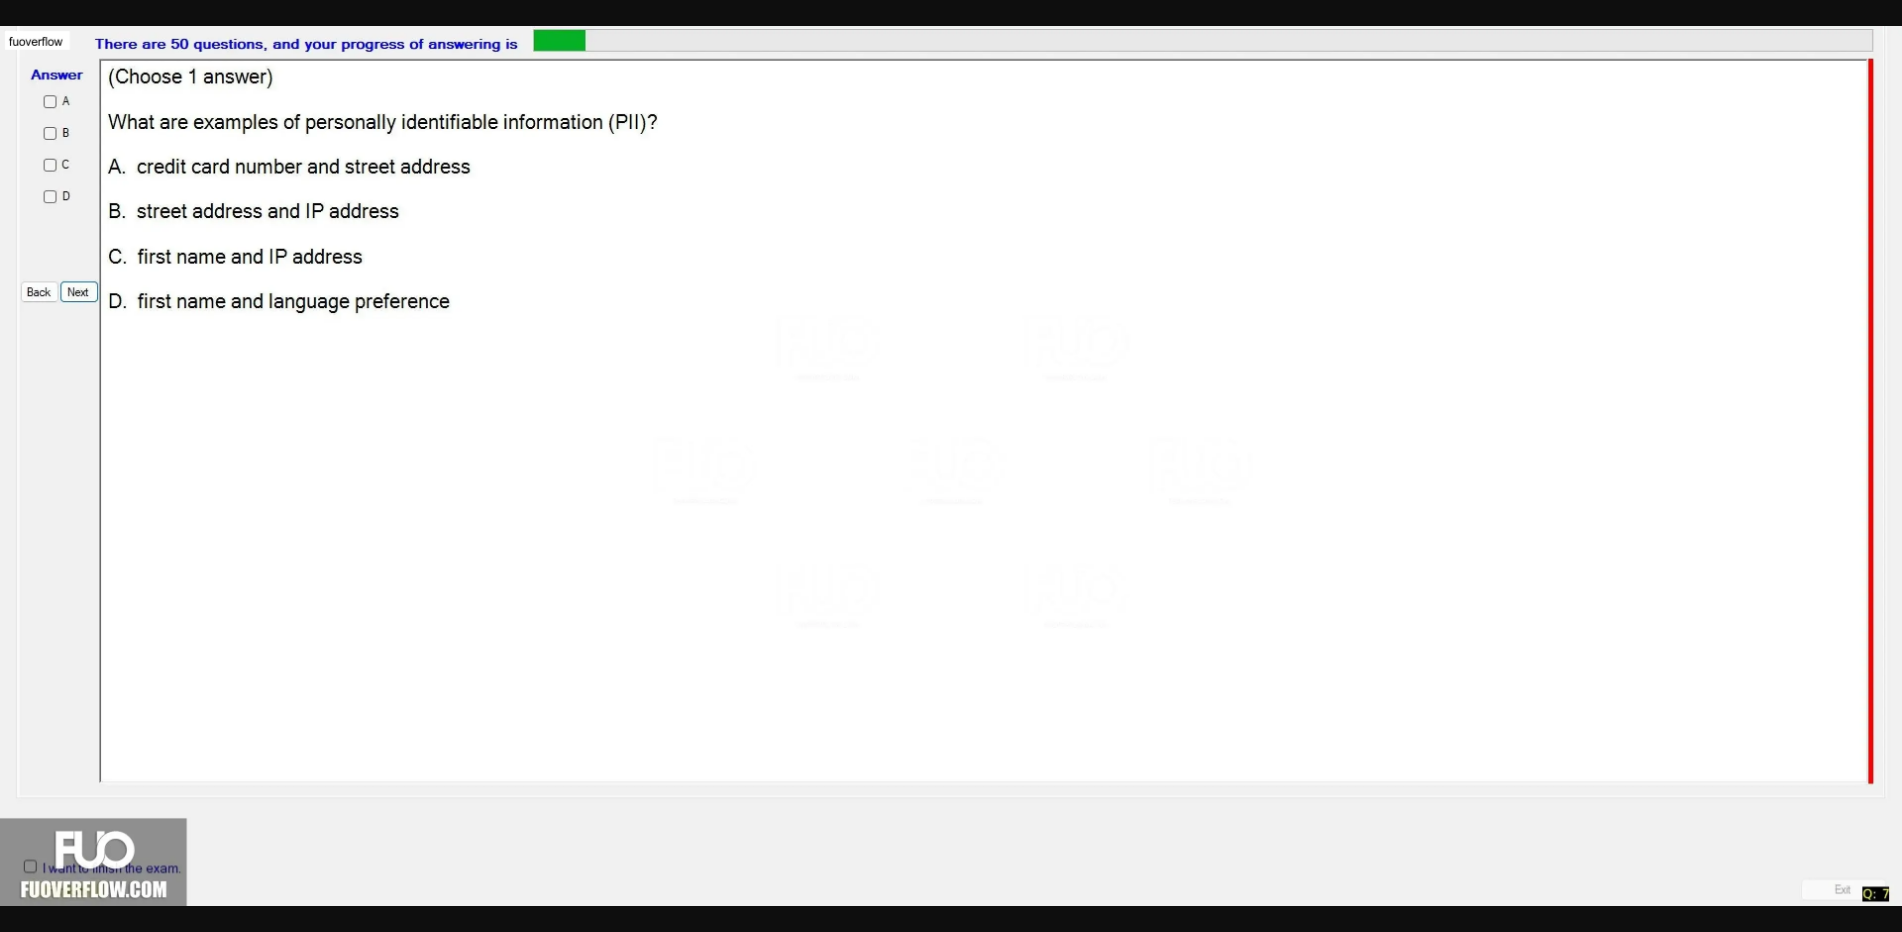 fuoverflow
There are 50 questions, and your progress of answering is
Answer
A
B
C
D
Back
Next
(Choose 1 answer)
What are examples of personally identifiable information (PII)?
A. credit card number and street address
B. street address and IP address
C. first name and IP address
D. first name and language preference
FUO
I want to finish the exam.
FUOVERFLOW.COM
Exit
Q: 7